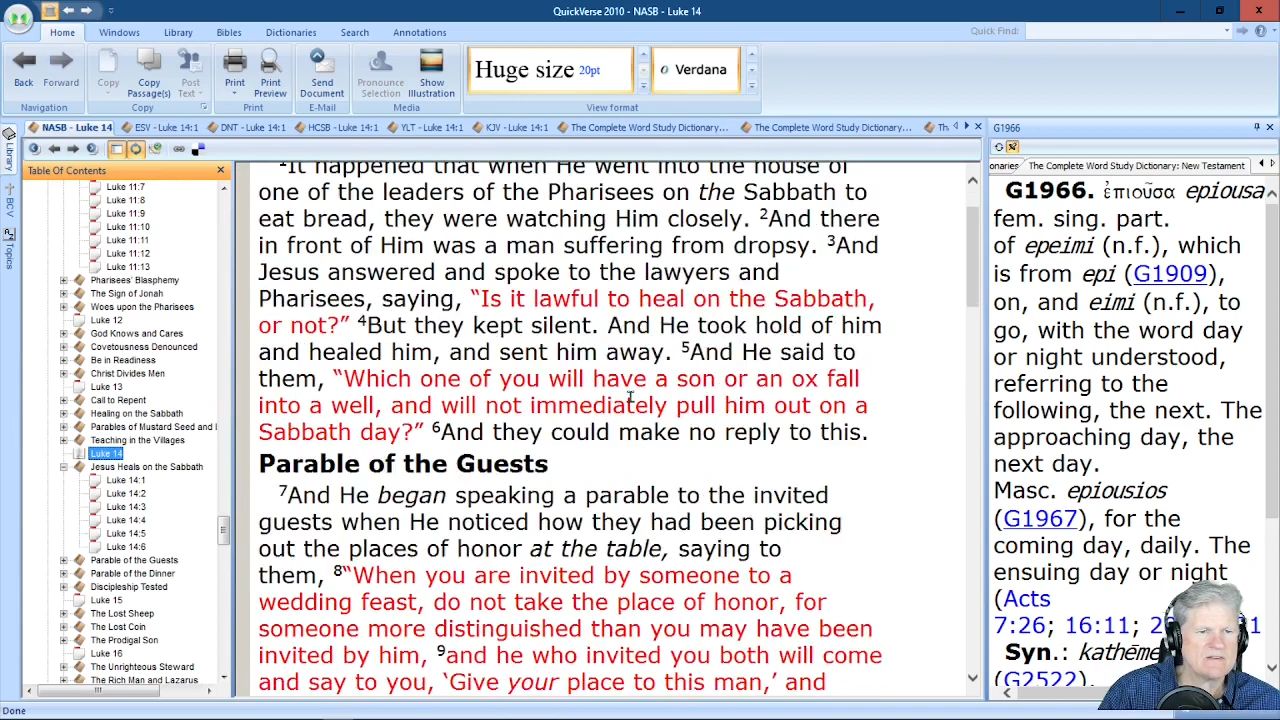 QuickVerse 2010 - NASB - Luke 14
Home
Windows
Library
Bibles
Dictionaries
Search
Annotations
Quick Find:
Back
Forward
Navigation
Copy
Copy Passage(s)
Post Text
Copy
Print
Print Preview
Print
Send Document
E-Mail
Pronounce Selection
Show Illustration
Media
Huge size 20pt
Verdana
View format
NASB - Luke 14
ESV - Luke 14:1
DNT - Luke 14:1
HCSB - Luke 14:1
YLT - Luke 14:1
KJV - Luke 14:1
The Complete Word Study Dictionary...
The Complete Word Study Dictionary...
Library
BCV
Topics
Table Of Contents
Luke 11:7
Luke 11:8
Luke 11:9
Luke 11:10
Luke 11:11
Luke 11:12
Luke 11:13
Pharisees' Blasphemy
The Sign of Jonah
Woes upon the Pharisees
Luke 12
God Knows and Cares
Covetousness Denounced
Be in Readiness
Christ Divides Men
Luke 13
Call to Repent
Healing on the Sabbath
Parables of Mustard Seed and
Teaching in the Villages
Luke 14
Jesus Heals on the Sabbath
Luke 14:1
Luke 14:2
Luke 14:3
Luke 14:4
Luke 14:5
Luke 14:6
Parable of the Guests
Parable of the Dinner
Discipleship Tested
Luke 15
The Lost Sheep
The Lost Coin
The Prodigal Son
Luke 16
The Unrighteous Steward
The Rich Man and Lazarus
1It happened that when He went into the house of
one of the leaders of the Pharisees on the Sabbath to
eat bread, they were watching Him closely. 2And there
in front of Him was a man suffering from dropsy. 3And
Jesus answered and spoke to the lawyers and
Pharisees, saying, “Is it lawful to heal on the Sabbath,
or not?” 4But they kept silent. And He took hold of him
and healed him, and sent him away. 5And He said to
them, “Which one of you will have a son or an ox fall
into a well, and will not immediately pull him out on a
Sabbath day?” 6And they could make no reply to this.
Parable of the Guests
7And He began speaking a parable to the invited
guests when He noticed how they had been picking
out the places of honor at the table, saying to
them, 8“When you are invited by someone to a
wedding feast, do not take the place of honor, for
someone more distinguished than you may have been
invited by him, 9and he who invited you both will come
and say to you, ‘Give your place to this man,’ and
G1966
onaries
The Complete Word Study Dictionary: New Testament
G1966. ἐπιοῦσα epiousa
fem. sing. part.
of epeimi (n.f.), which
is from epi (G1909),
on, and eimi (n.f.), to
go, with the word day
or night understood,
referring to the
following, the next. The
approaching day, the
next day.
Masc. epiousios
(G1967), for the
coming day, daily. The
ensuing day or night
(Acts
7:26; 16:11;
Syn.: kathēme
(G2522),
Done